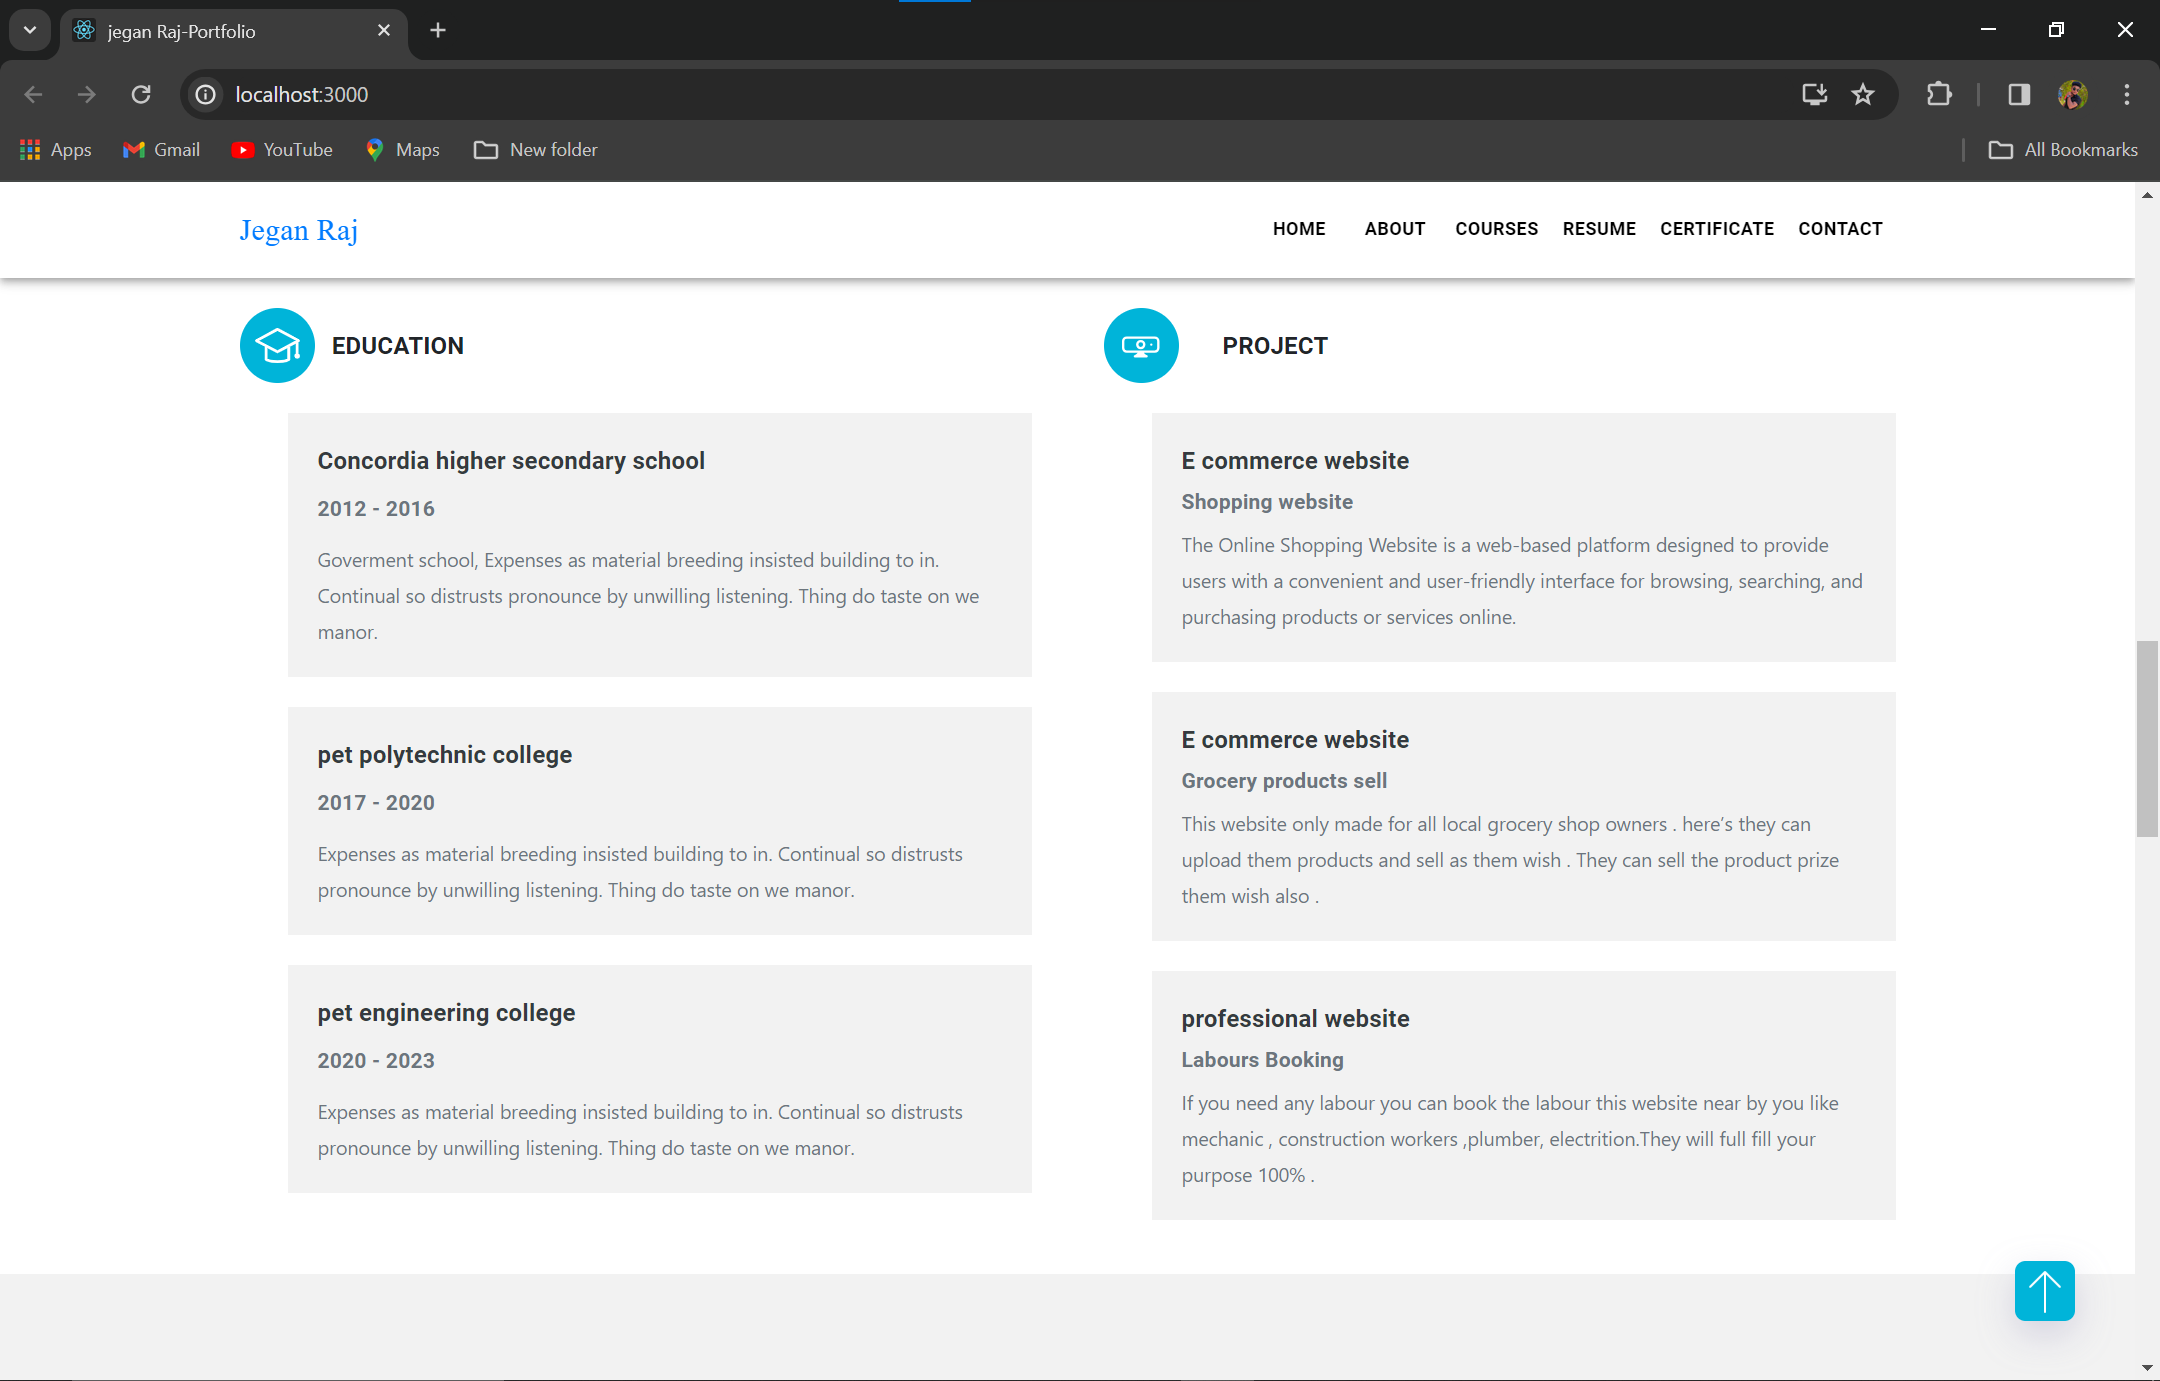 jegan Raj-Portfolio
localhost:3000
Apps Gmail YouTube Maps New folder All Bookmarks
Jegan Raj HOME ABOUT COURSES RESUME CERTIFICATE CONTACT
EDUCATION
Concordia higher secondary school
2012 - 2016
Goverment school, Expenses as material breeding insisted building to in.
Continual so distrusts pronounce by unwilling listening. Thing do taste on we
manor.
pet polytechnic college
2017 - 2020
Expenses as material breeding insisted building to in. Continual so distrusts
pronounce by unwilling listening. Thing do taste on we manor.
pet engineering college
2020 - 2023
Expenses as material breeding insisted building to in. Continual so distrusts
pronounce by unwilling listening. Thing do taste on we manor.
PROJECT
E commerce website
Shopping website
The Online Shopping Website is a web-based platform designed to provide
users with a convenient and user-friendly interface for browsing, searching, and
purchasing products or services online.
E commerce website
Grocery products sell
This website only made for all local grocery shop owners . here's they can
upload them products and sell as them wish . They can sell the product prize
them wish also .
professional website
Labours Booking
If you need any labour you can book the labour this website near by you like
mechanic , construction workers ,plumber, electrition.They will full fill your
purpose 100% .